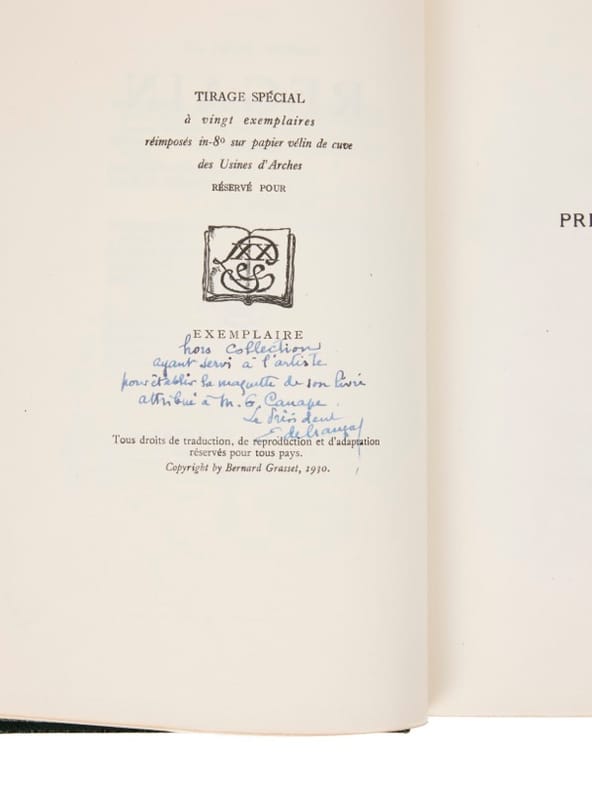 TIRAGE SPÉCIAL
à vingt exemplaires
réimposés in-8º sur papier vélin de cuve
des Usines d'Arches
RÉSERVÉ POUR
EXEMPLAIRE
hors collection
ayant servi à l'artiste
pour établir la maquette de son livre
attribué à M. G. Canape.
Le Président
Tous droits de traduction, de reproduction et d'adaptation
réservés pour tous pays.
Copyright by Bernard Grasset, 1930.
PRE